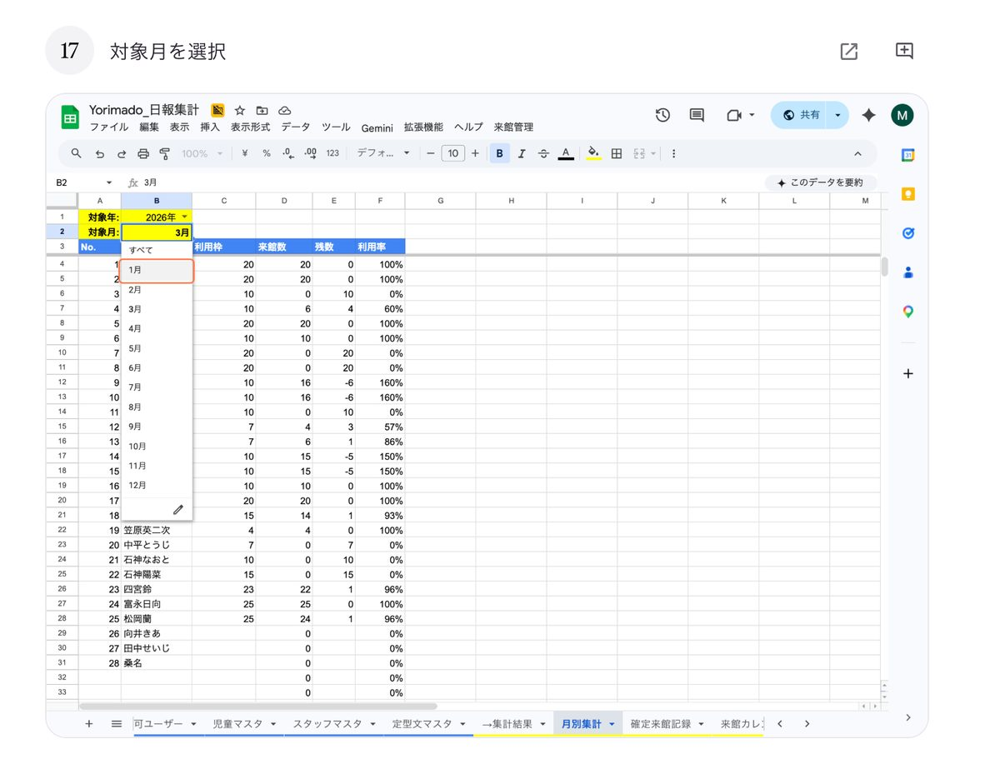 17 対象月を選択
Yorimado_日報集計
ファイル 編集 表示 挿入 表示形式 データ ツール Gemini 拡張機能 ヘルプ 来館管理
共有
M
100% ¥ % .0 .00 123 デフォ... 10 B I A
31
B2 fx 3月
このデータを要約
A B C D E F G H I J K L M
1 対象年: 2026年
2 対象月: 3月
3 No. 利用枠 来館数 残数 利用率
すべて
1月
2月
3月
4月
5月
6月
7月
8月
9月
10月
11月
12月
4 1 20 20 0 100%
5 2 20 20 0 100%
6 3 10 0 10 0%
7 4 10 6 4 60%
8 5 20 20 0 100%
9 6 10 10 0 100%
10 7 20 0 20 0%
11 8 20 0 20 0%
12 9 10 16 -6 160%
13 10 10 16 -6 160%
14 11 10 0 10 0%
15 12 7 4 3 57%
16 13 7 6 1 86%
17 14 10 15 -5 150%
18 15 10 15 -5 150%
19 16 10 10 0 100%
20 17 20 20 0 100%
21 18 15 14 1 93%
22 19 笠原英二次 4 4 0 100%
23 20 中平とうじ 7 0 7 0%
24 21 石神なおと 10 0 10 0%
25 22 石神陽菜 15 0 15 0%
26 23 四宮鈴 23 22 1 96%
27 24 富永日向 25 25 0 100%
28 25 松岡蘭 25 24 1 96%
29 26 向井きあ 0 0%
30 27 田中せいじ 0 0%
31 28 桑名 0 0%
32 0 0%
33 0 0%
可ユーザー 児童マスタ スタッフマスタ 定型文マスタ →集計結果 月別集計 確定来館記録 来館カレ